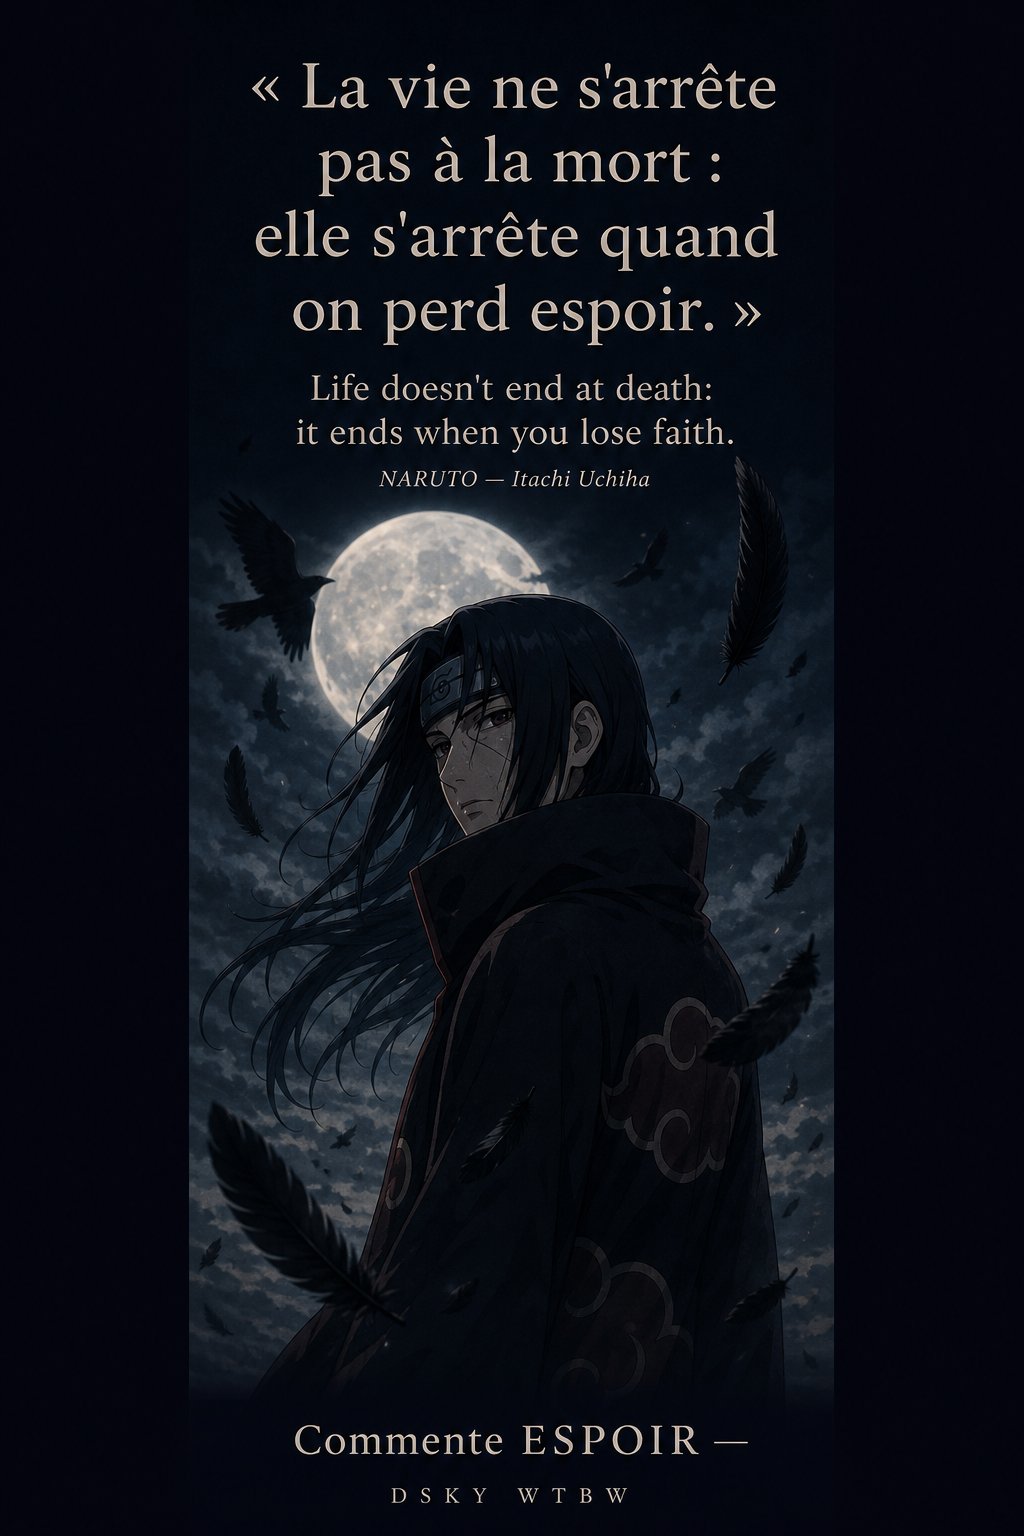 « La vie ne s'arrête
pas à la mort :
elle s'arrête quand
on perd espoir. »
Life doesn't end at death:
it ends when you lose faith.
NARUTO — Itachi Uchiha
Commente ESPOIR —
DSKY WTBW